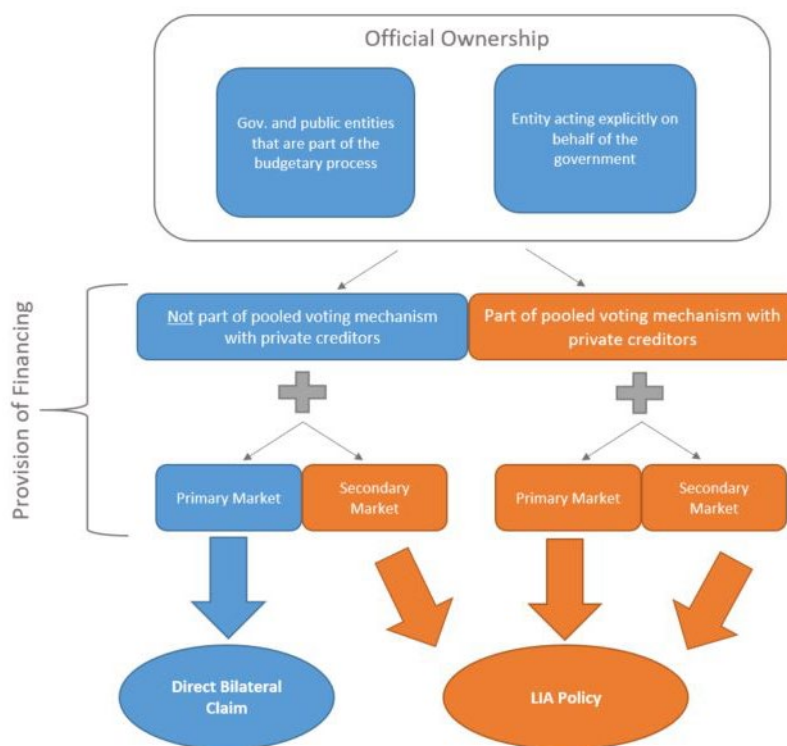 Official Ownership
Gov. and public entities
that are part of the
budgetary process
Entity acting explicitly on
behalf of the
government
Provision of Financing
Not part of pooled voting mechanism
with private creditors
Part of pooled voting mechanism with
private creditors
Primary Market
Secondary
Market
Primary Market
Secondary
Market
Direct Bilateral
Claim
LIA Policy